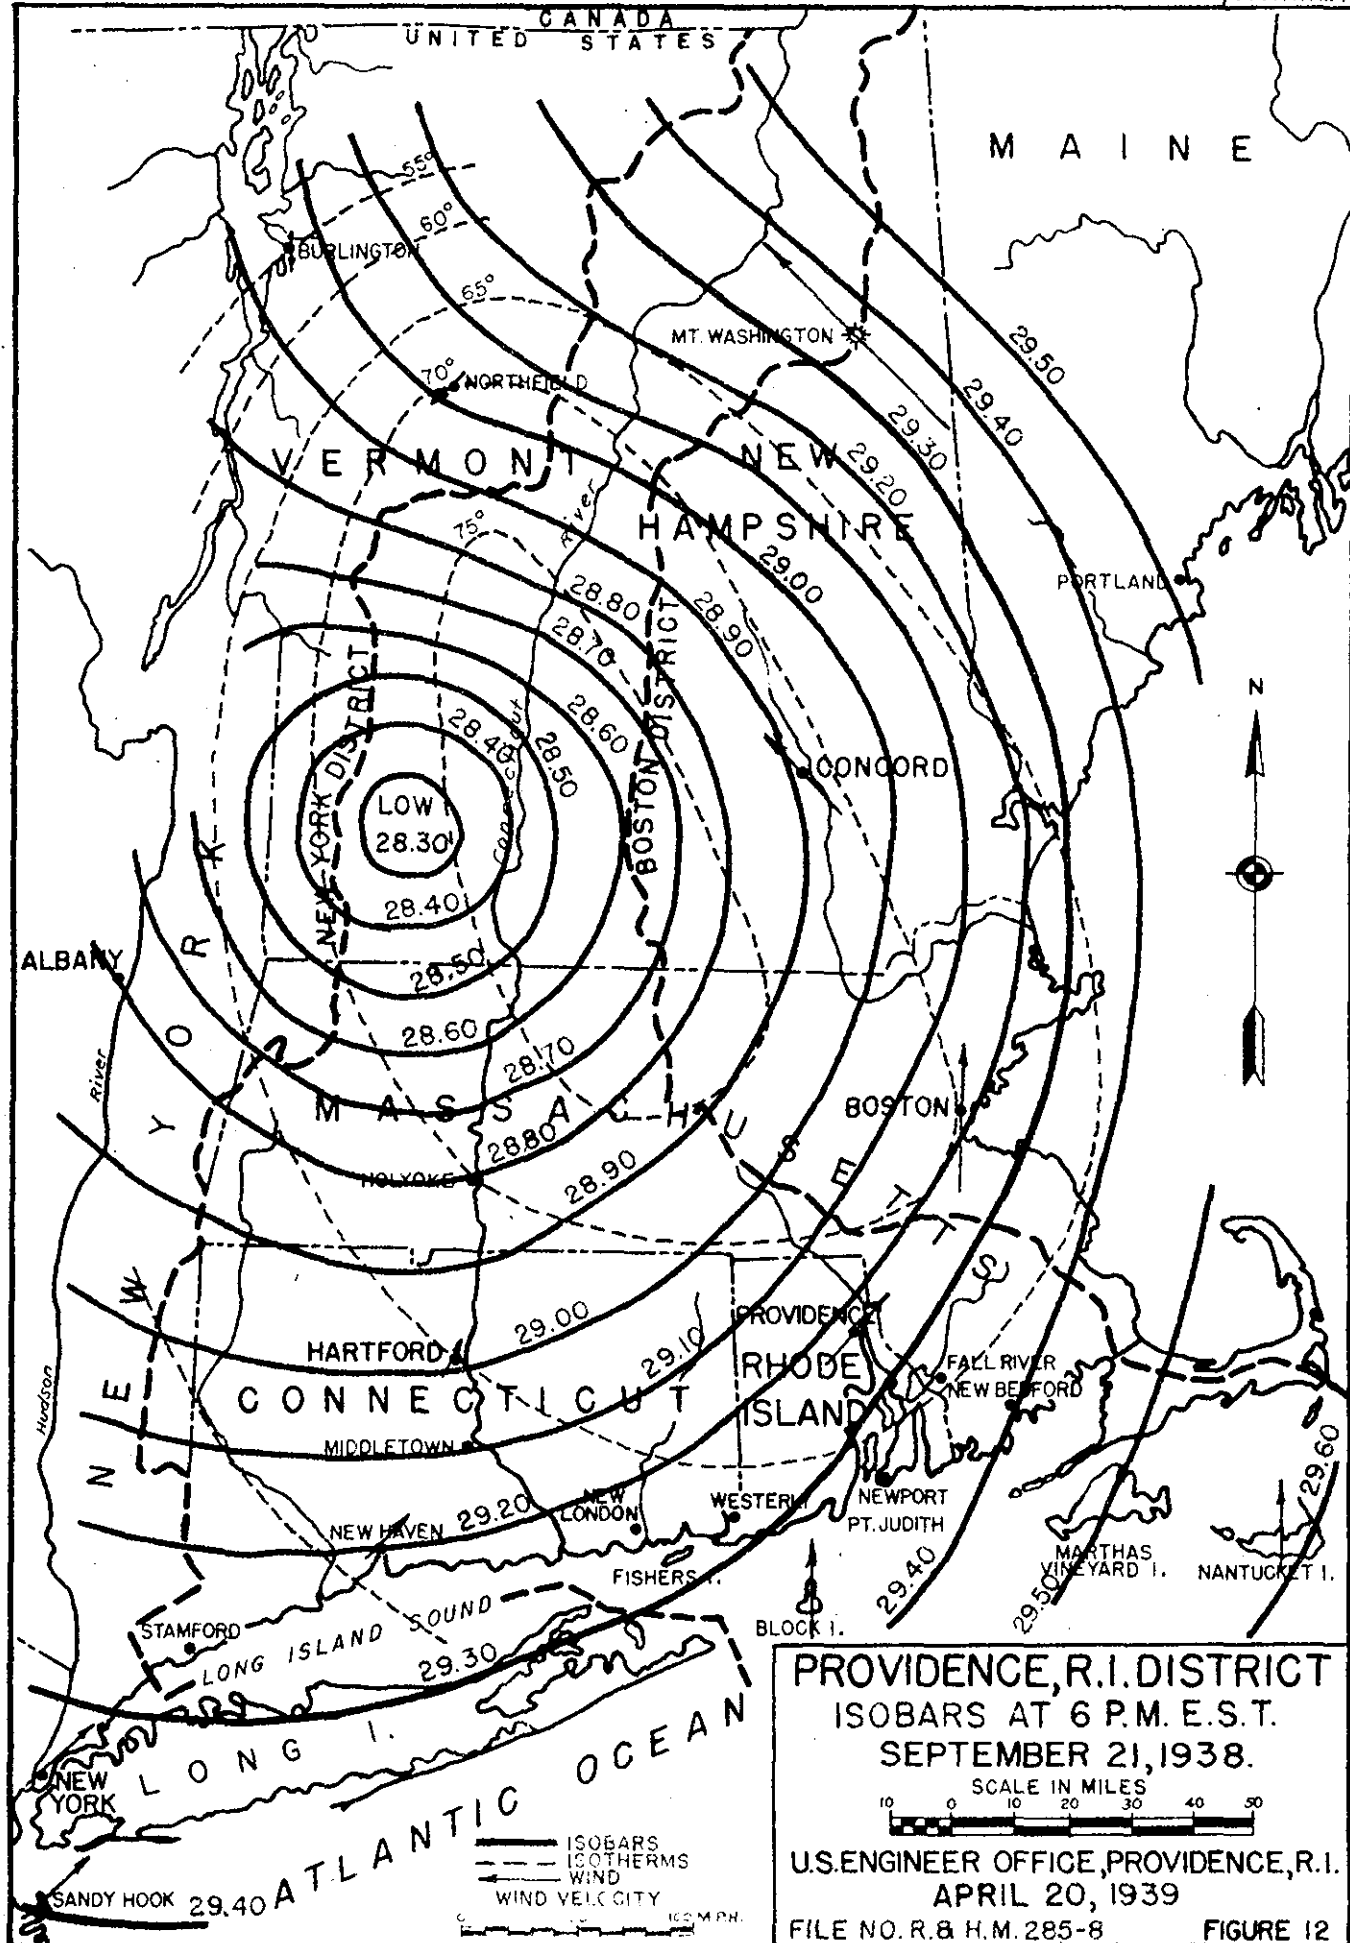 CANADA
UNITED STATES
MAINE
55°
60°
BURLINGTON
65°
MT. WASHINGTON
29.50
70°
NORTHFIELD
29.40
29.30
29.20
VERMONT
NEW
HAMPSHIRE
River
75°
29.00
PORTLAND
28.80
28.90
28.70
BOSTON DISTRICT
NEW YORK DISTRICT
N
28.60
28.40
28.50
Connecticut
CONCORD
LOW
28.30
28.40
ALBANY
28.50
28.60
28.70
River
MASSACHUSETTS
BOSTON
28.80
HOLYOKE
28.90
NEW YORK
29.00
PROVIDENCE
HARTFORD
29.10
RHODE
ISLAND
FALL RIVER
NEW BEDFORD
Hudson
CONNECTICUT
MIDDLETOWN
29.60
29.20
NEW
LONDON
WESTERLY
NEWPORT
PT. JUDITH
NEW HAVEN
MARTHAS
VINEYARD I.
NANTUCKET I.
FISHERS I.
29.40
29.50
BLOCK I.
STAMFORD
LONG ISLAND SOUND
29.30
LONG I.
ATLANTIC OCEAN
NEW
YORK
SANDY HOOK
29.40
ISOBARS
ISOTHERMS
WIND
WIND VELOCITY
0 100 M.P.H.
PROVIDENCE, R.I. DISTRICT
ISOBARS AT 6 P.M. E.S.T.
SEPTEMBER 21, 1938.
SCALE IN MILES
10 0 10 20 30 40 50
U.S. ENGINEER OFFICE, PROVIDENCE, R.I.
APRIL 20, 1939
FILE NO. R.& H.M. 285-8 FIGURE 12